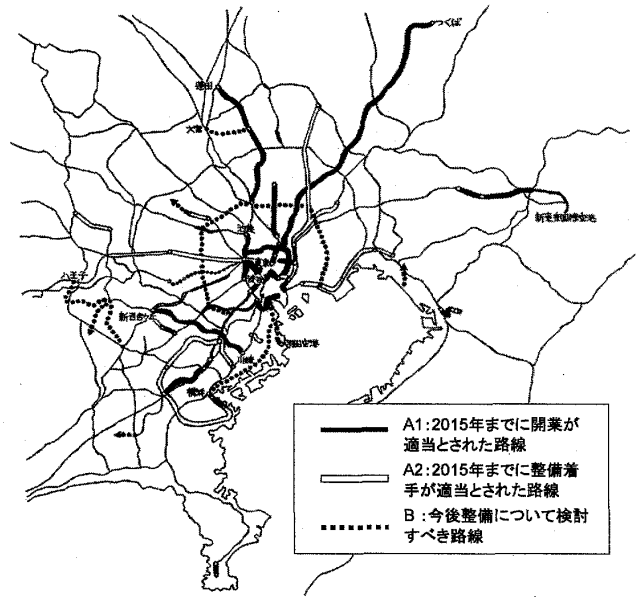 つくば
蓮田
大宮
新東京国際空港
八王子
新百合ヶ丘
川崎
羽田空港
横浜
A1:2015年までに開業が
適当とされた路線
A2:2015年までに整備着
手が適当とされた路線
B:今後整備について検討
すべき路線